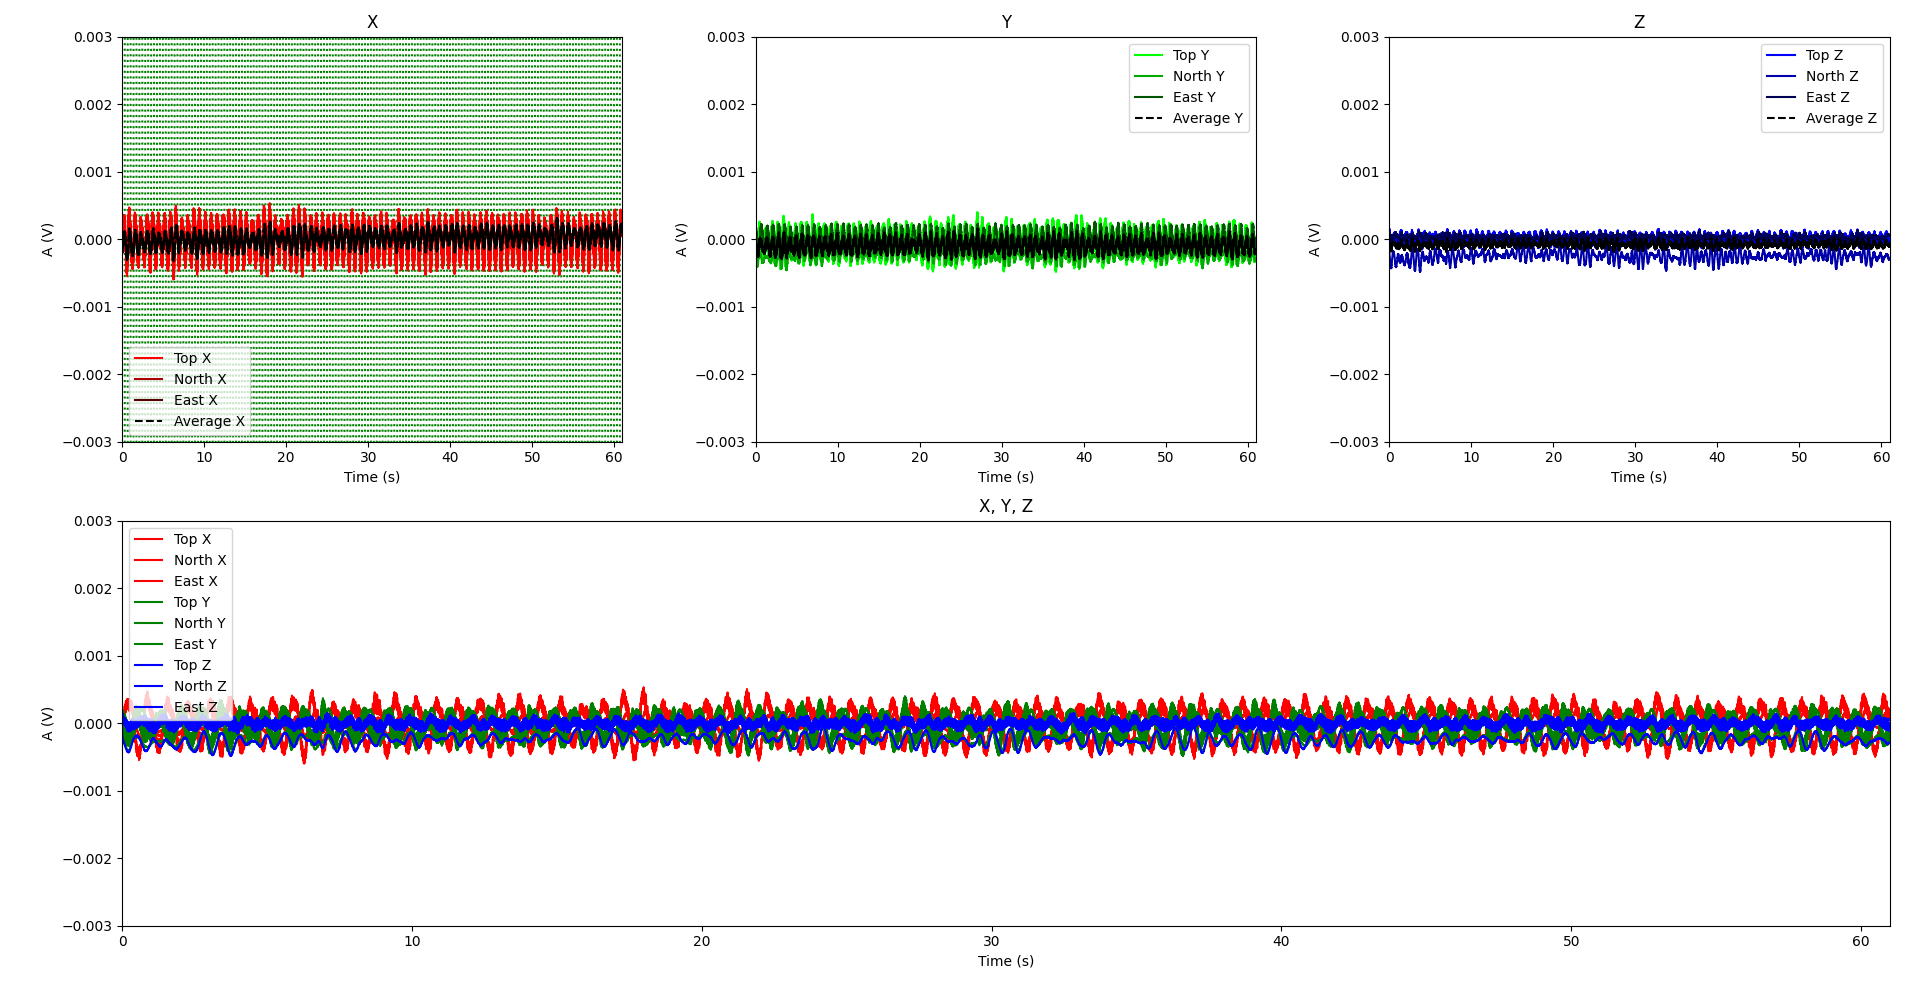 X
0.003
0.002
0.001
0.000
−0.001
−0.002
−0.003
A (V)
Top X
North X
East X
Average X
0 10 20 30 40 50 60
Time (s)
Y
0.003
0.002
0.001
0.000
−0.001
−0.002
−0.003
A (V)
Top Y
North Y
East Y
Average Y
0 10 20 30 40 50 60
Time (s)
Z
0.003
0.002
0.001
0.000
−0.001
−0.002
−0.003
A (V)
Top Z
North Z
East Z
Average Z
0 10 20 30 40 50 60
Time (s)
X, Y, Z
0.003
0.002
0.001
0.000
−0.001
−0.002
−0.003
A (V)
Top X
North X
East X
Top Y
North Y
East Y
Top Z
North Z
East Z
0 10 20 30 40 50 60
Time (s)